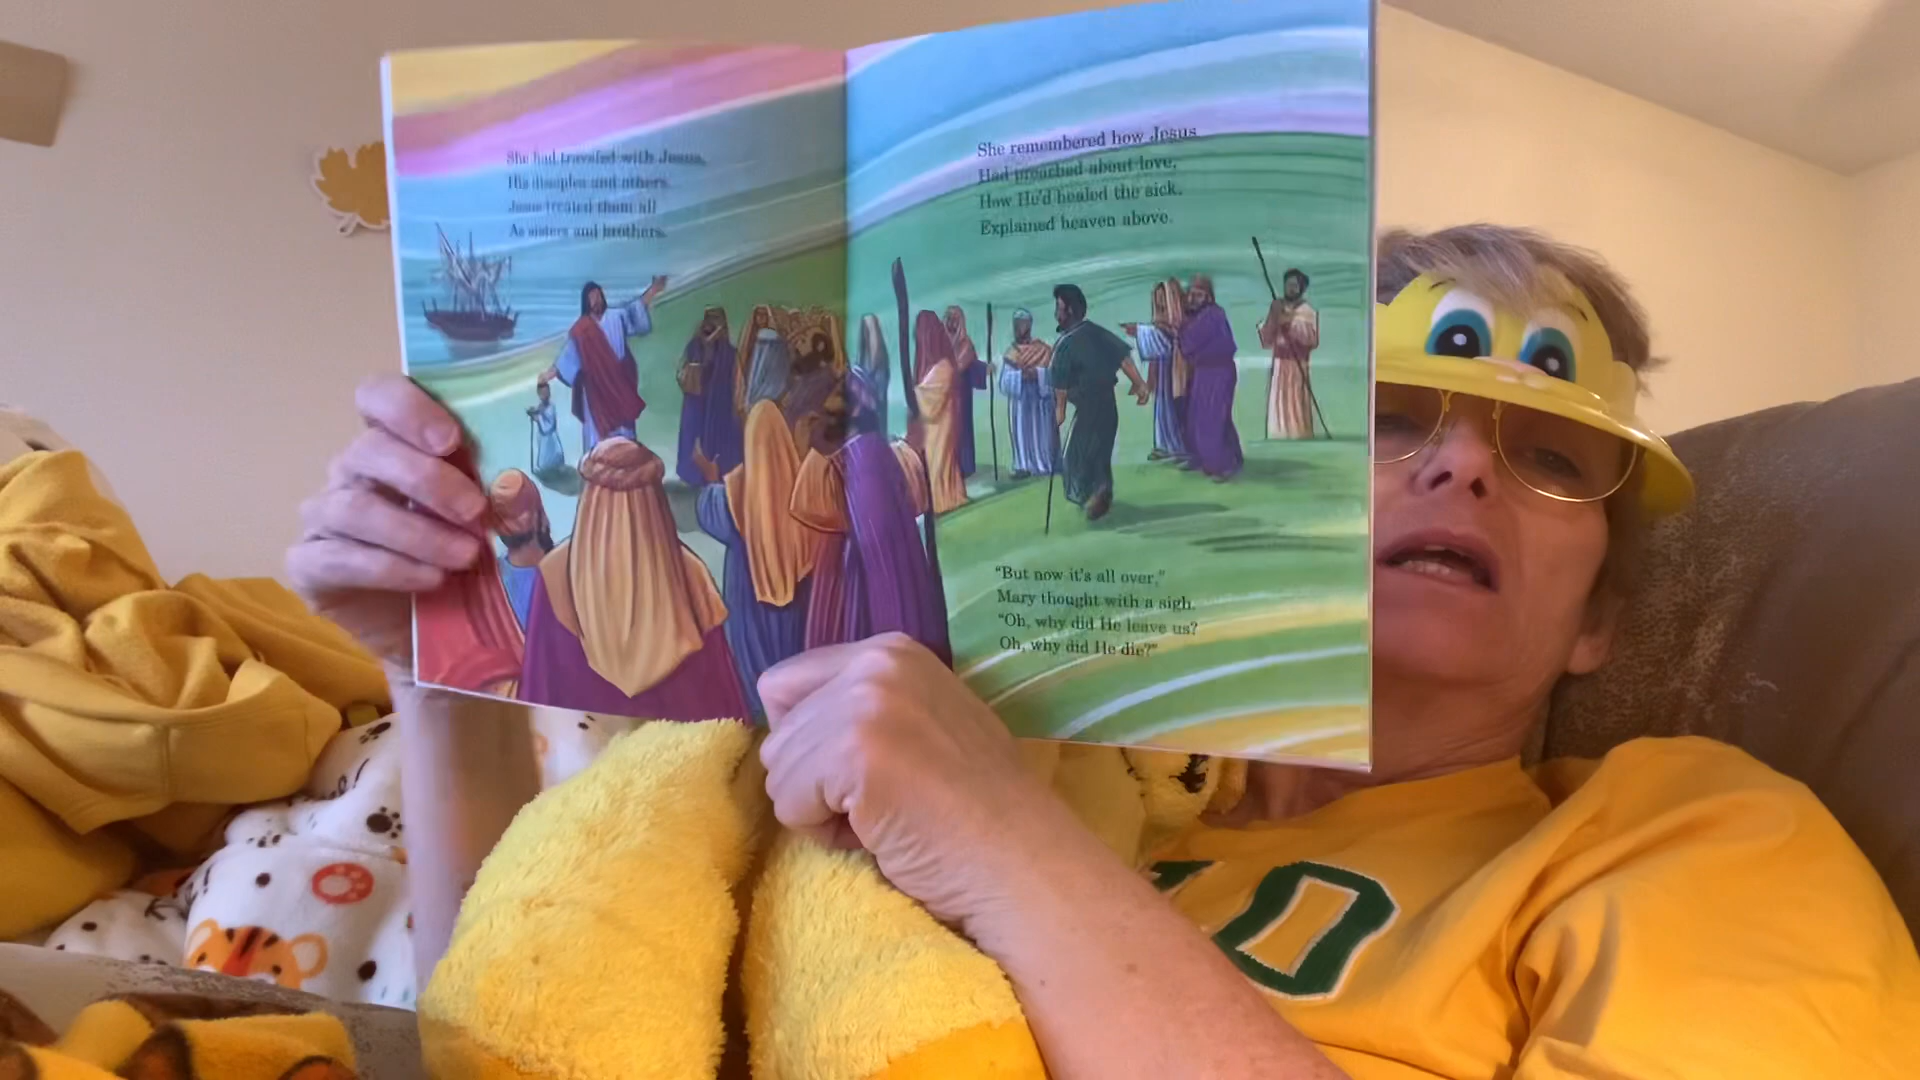 She had traveled with Jesus,
His disciples and others.
Jesus treated them all
As sisters and brothers.
She remembered how Jesus
Had preached about love,
How He'd healed the sick,
Explained heaven above.
"But now it's all over,"
Mary thought with a sigh.
"Oh, why did He leave us?
Oh, why did He die?"
O